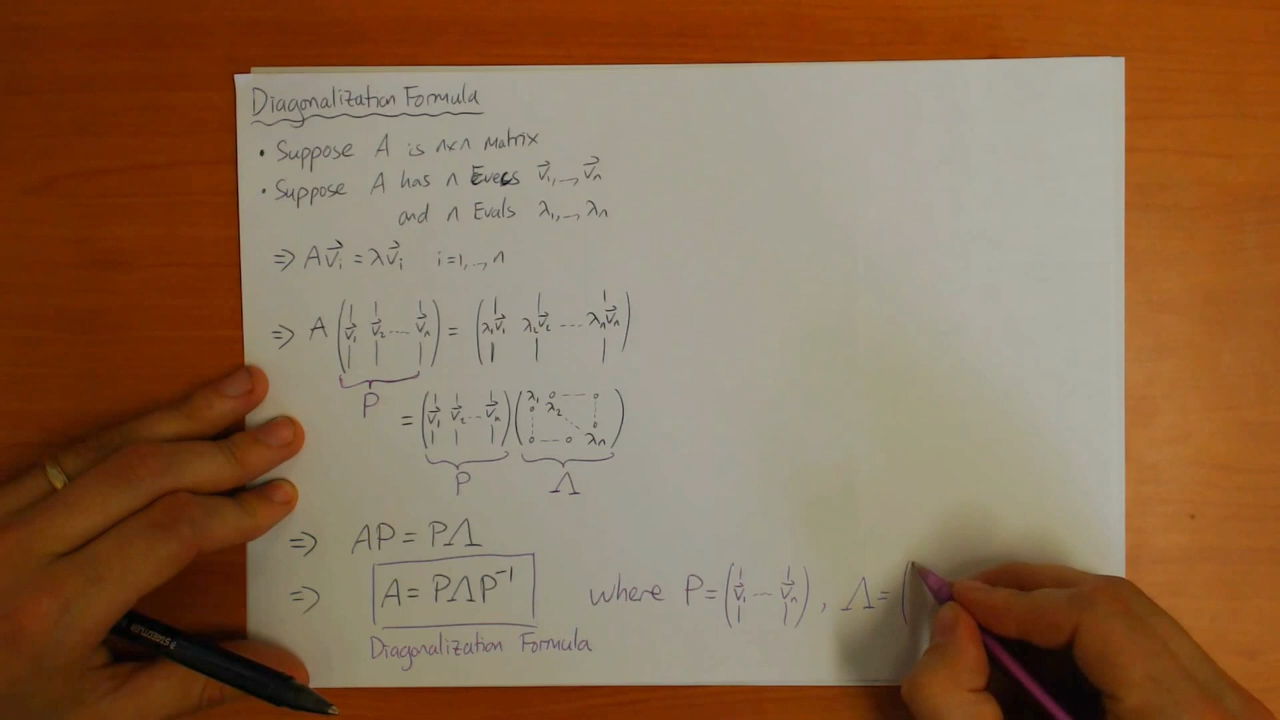 Diagonalization Formula
• Suppose A is n×n matrix
• Suppose A has n Evecs v⃗₁,...,v⃗ₙ
and n Evals λ₁,...,λₙ
⇒ Av⃗ᵢ = λv⃗ᵢ i=1,...,n
⇒ A(v⃗₁ v⃗₂ ---- v⃗ₙ) = (λ₁v⃗₁ λ₂v⃗₂ ---- λₙv⃗ₙ)
P
= (v⃗₁ v⃗₂ --- v⃗ₙ)(λ₁ 0 --- 0 0 λ₂ 0 0 --- 0 λₙ)
P Λ
⇒ AP = PΛ
⇒ A = PΛP⁻¹ where P = (v⃗₁ --- v⃗ₙ), Λ = (
Diagonalization Formula
STAEDTLER